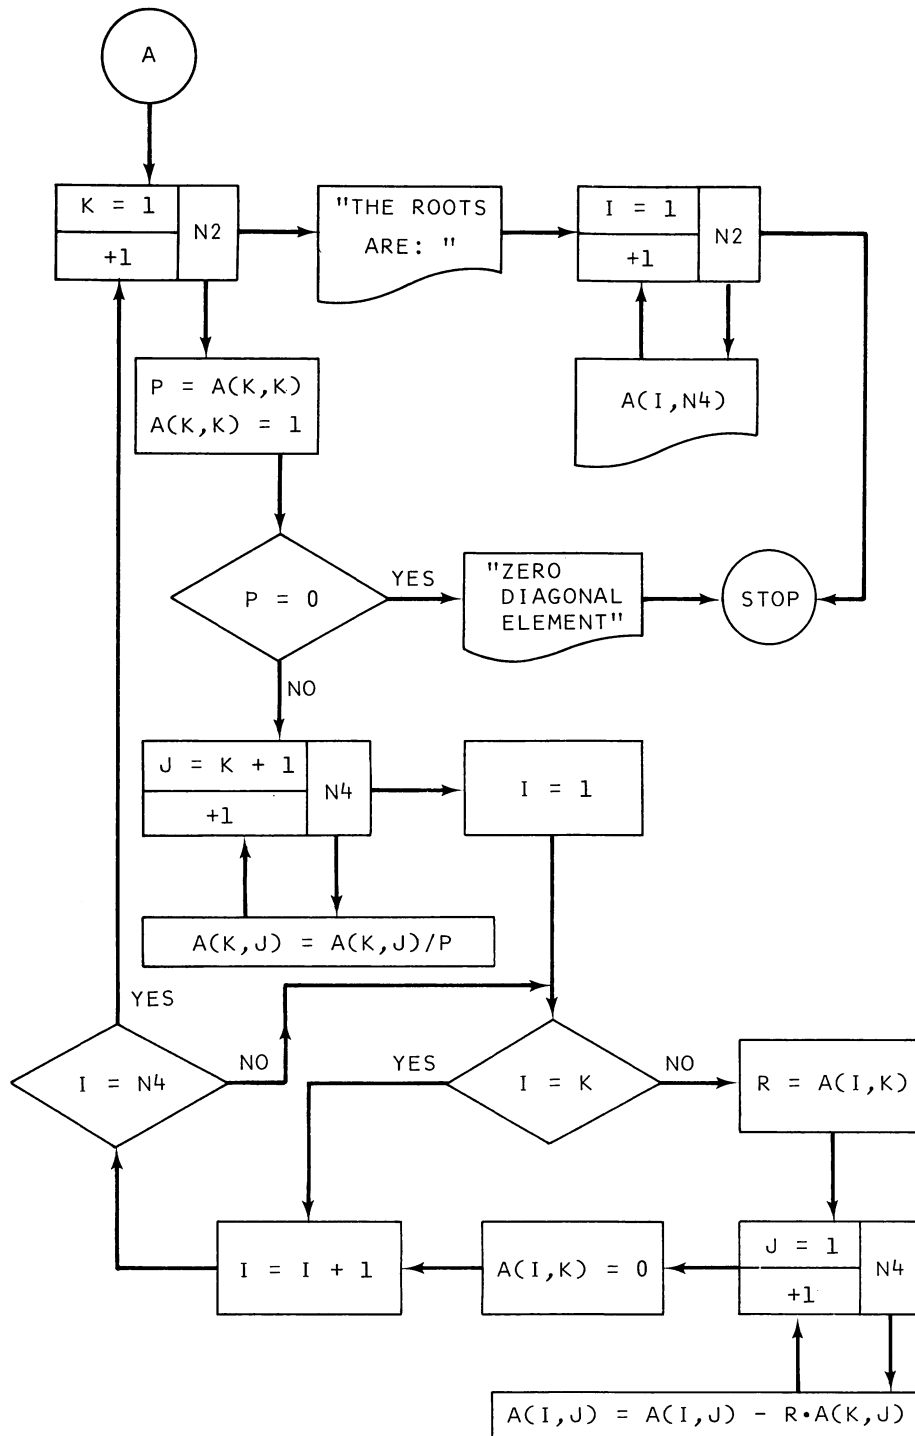 A
K = 1
+1
N2
"THE ROOTS
ARE: "
I = 1
+1
N2
P = A(K,K)
A(K,K) = 1
A(I,N4)
P = 0
YES
"ZERO
DIAGONAL
ELEMENT"
STOP
NO
J = K + 1
+1
N4
I = 1
A(K,J) = A(K,J)/P
YES
I = N4
NO
YES
I = K
NO
R = A(I,K)
I = I + 1
A(I,K) = 0
J = 1
+1
N4
A(I,J) = A(I,J) - R•A(K,J)